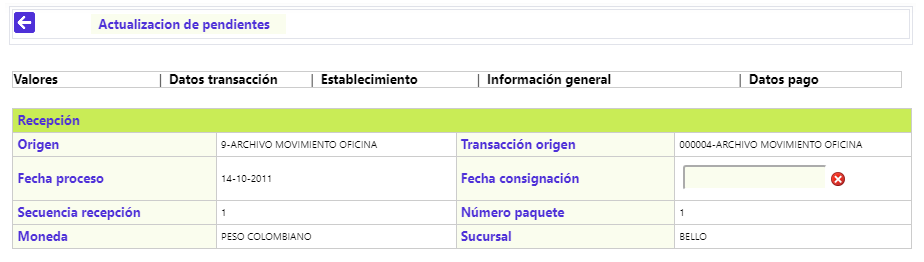 Actualizacion de pendientes
Valores | Datos transacción | Establecimiento | Información general | Datos pago
Recepción
Origen 9-ARCHIVO MOVIMIENTO OFICINA Transacción origen 000004-ARCHIVO MOVIMIENTO OFICINA
Fecha proceso 14-10-2011 Fecha consignación
Secuencia recepción 1 Número paquete 1
Moneda PESO COLOMBIANO Sucursal BELLO